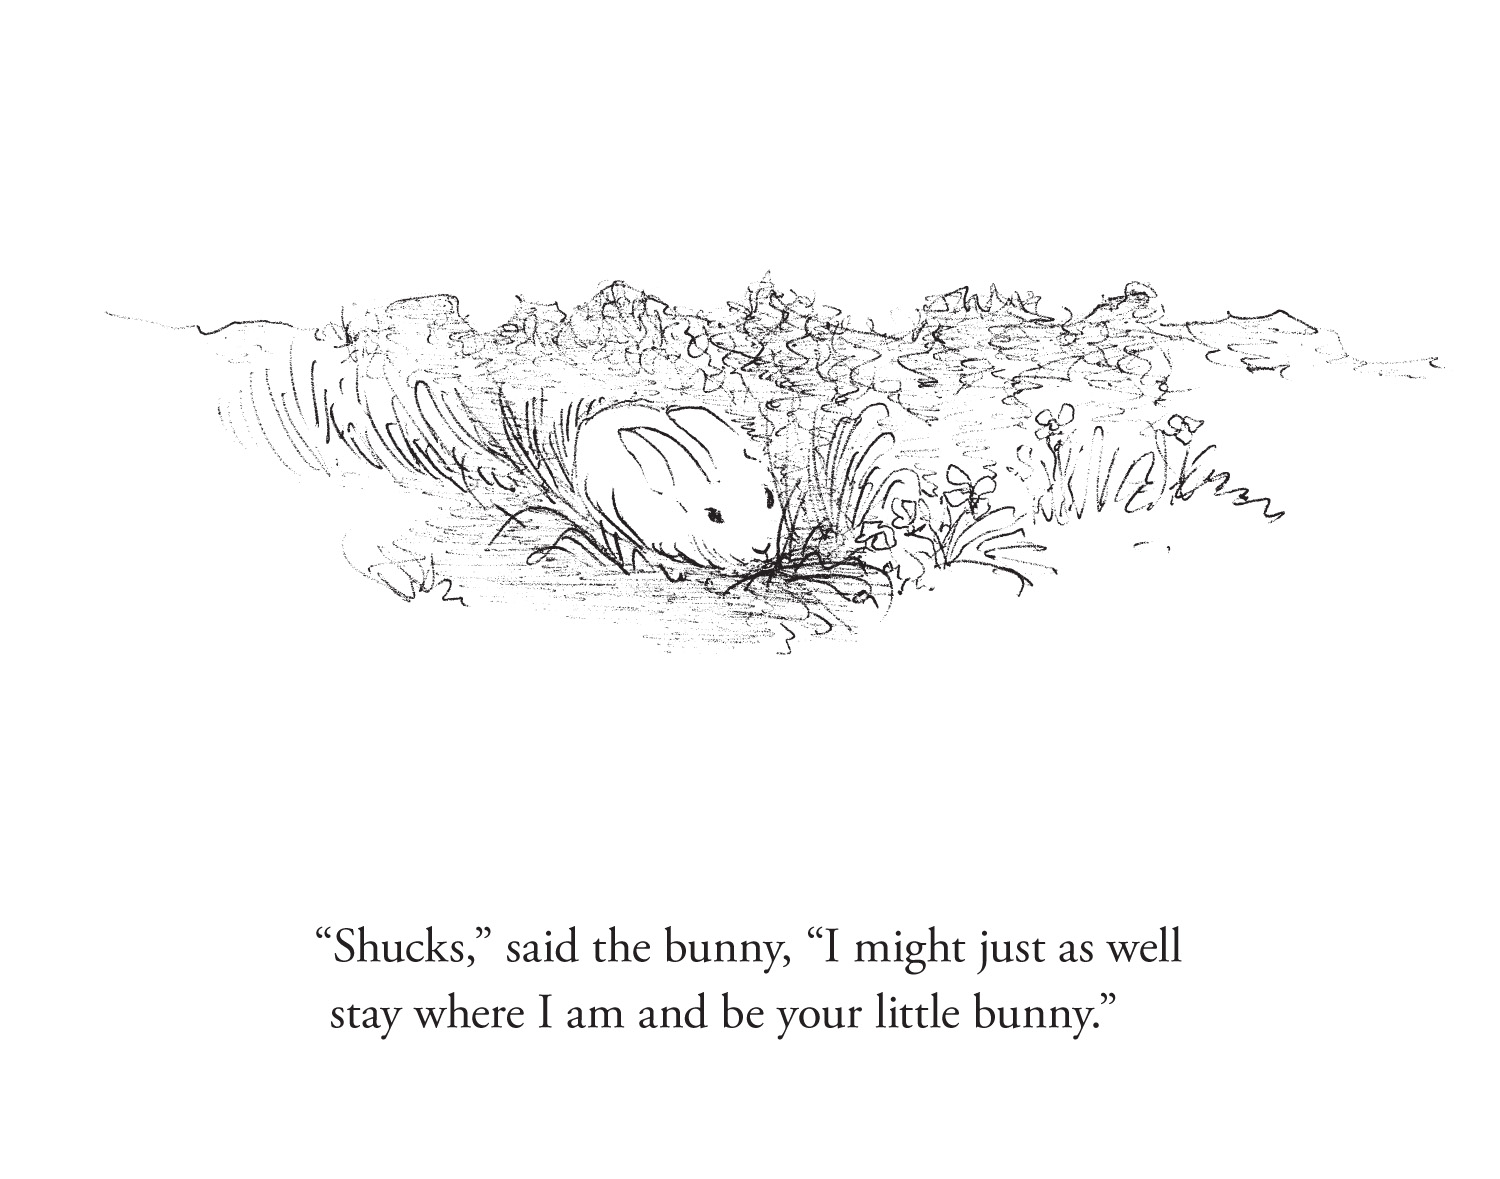 “Shucks,” said the bunny, “I might just as well
stay where I am and be your little bunny.”